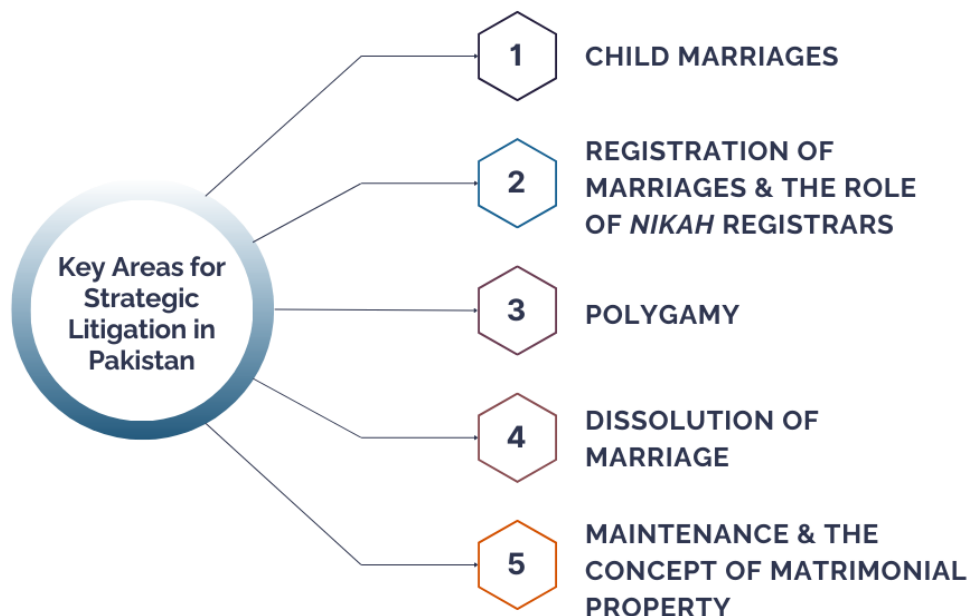 Key Areas for
Strategic
Litigation in
Pakistan
1
CHILD MARRIAGES
2
REGISTRATION OF
MARRIAGES & THE ROLE
OF NIKAH REGISTRARS
3
POLYGAMY
4
DISSOLUTION OF
MARRIAGE
5
MAINTENANCE & THE
CONCEPT OF MATRIMONIAL
PROPERTY